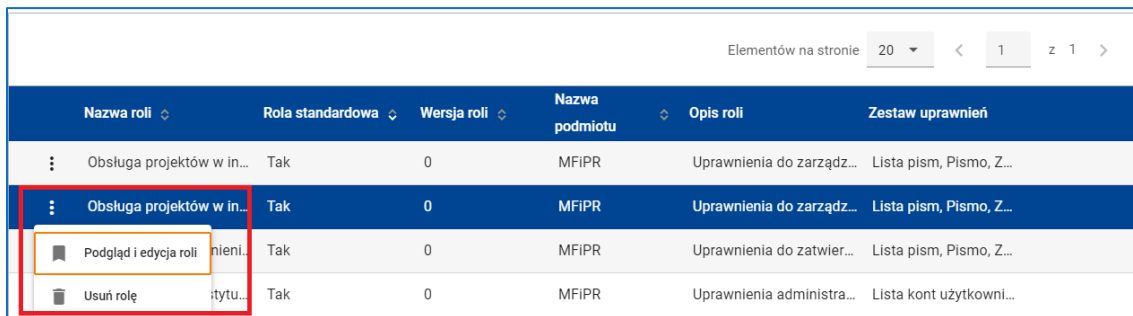 Elementów na stronie 20 < 1 z 1 >
Nazwa roli Rola standardowa Wersja roli Nazwa podmiotu Opis roli Zestaw uprawnień
Obsługa projektów w in... Tak 0 MFiPR Uprawnienia do zarządz... Lista pism, Pismo, Z...
Obsługa projektów w in... Tak 0 MFiPR Uprawnienia do zarządz... Lista pism, Pismo, Z...
Podgląd i edycja roli nieni... Tak 0 MFiPR Uprawnienia do zatwier... Lista pism, Pismo, Z...
Usuń rolę stytu... Tak 0 MFiPR Uprawnienia administra... Lista kont użytkowni...